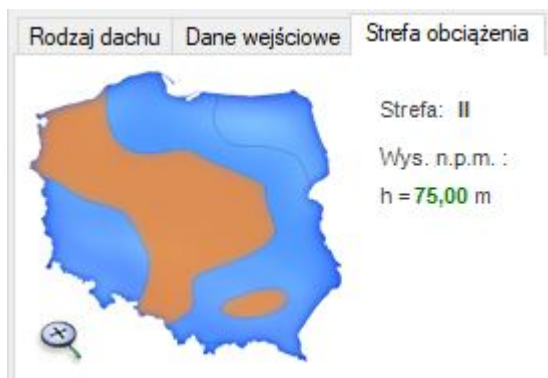 Rodzaj dachu
Dane wejściowe
Strefa obciążenia
Strefa: II
Wys. n.p.m. :
h = 75,00 m